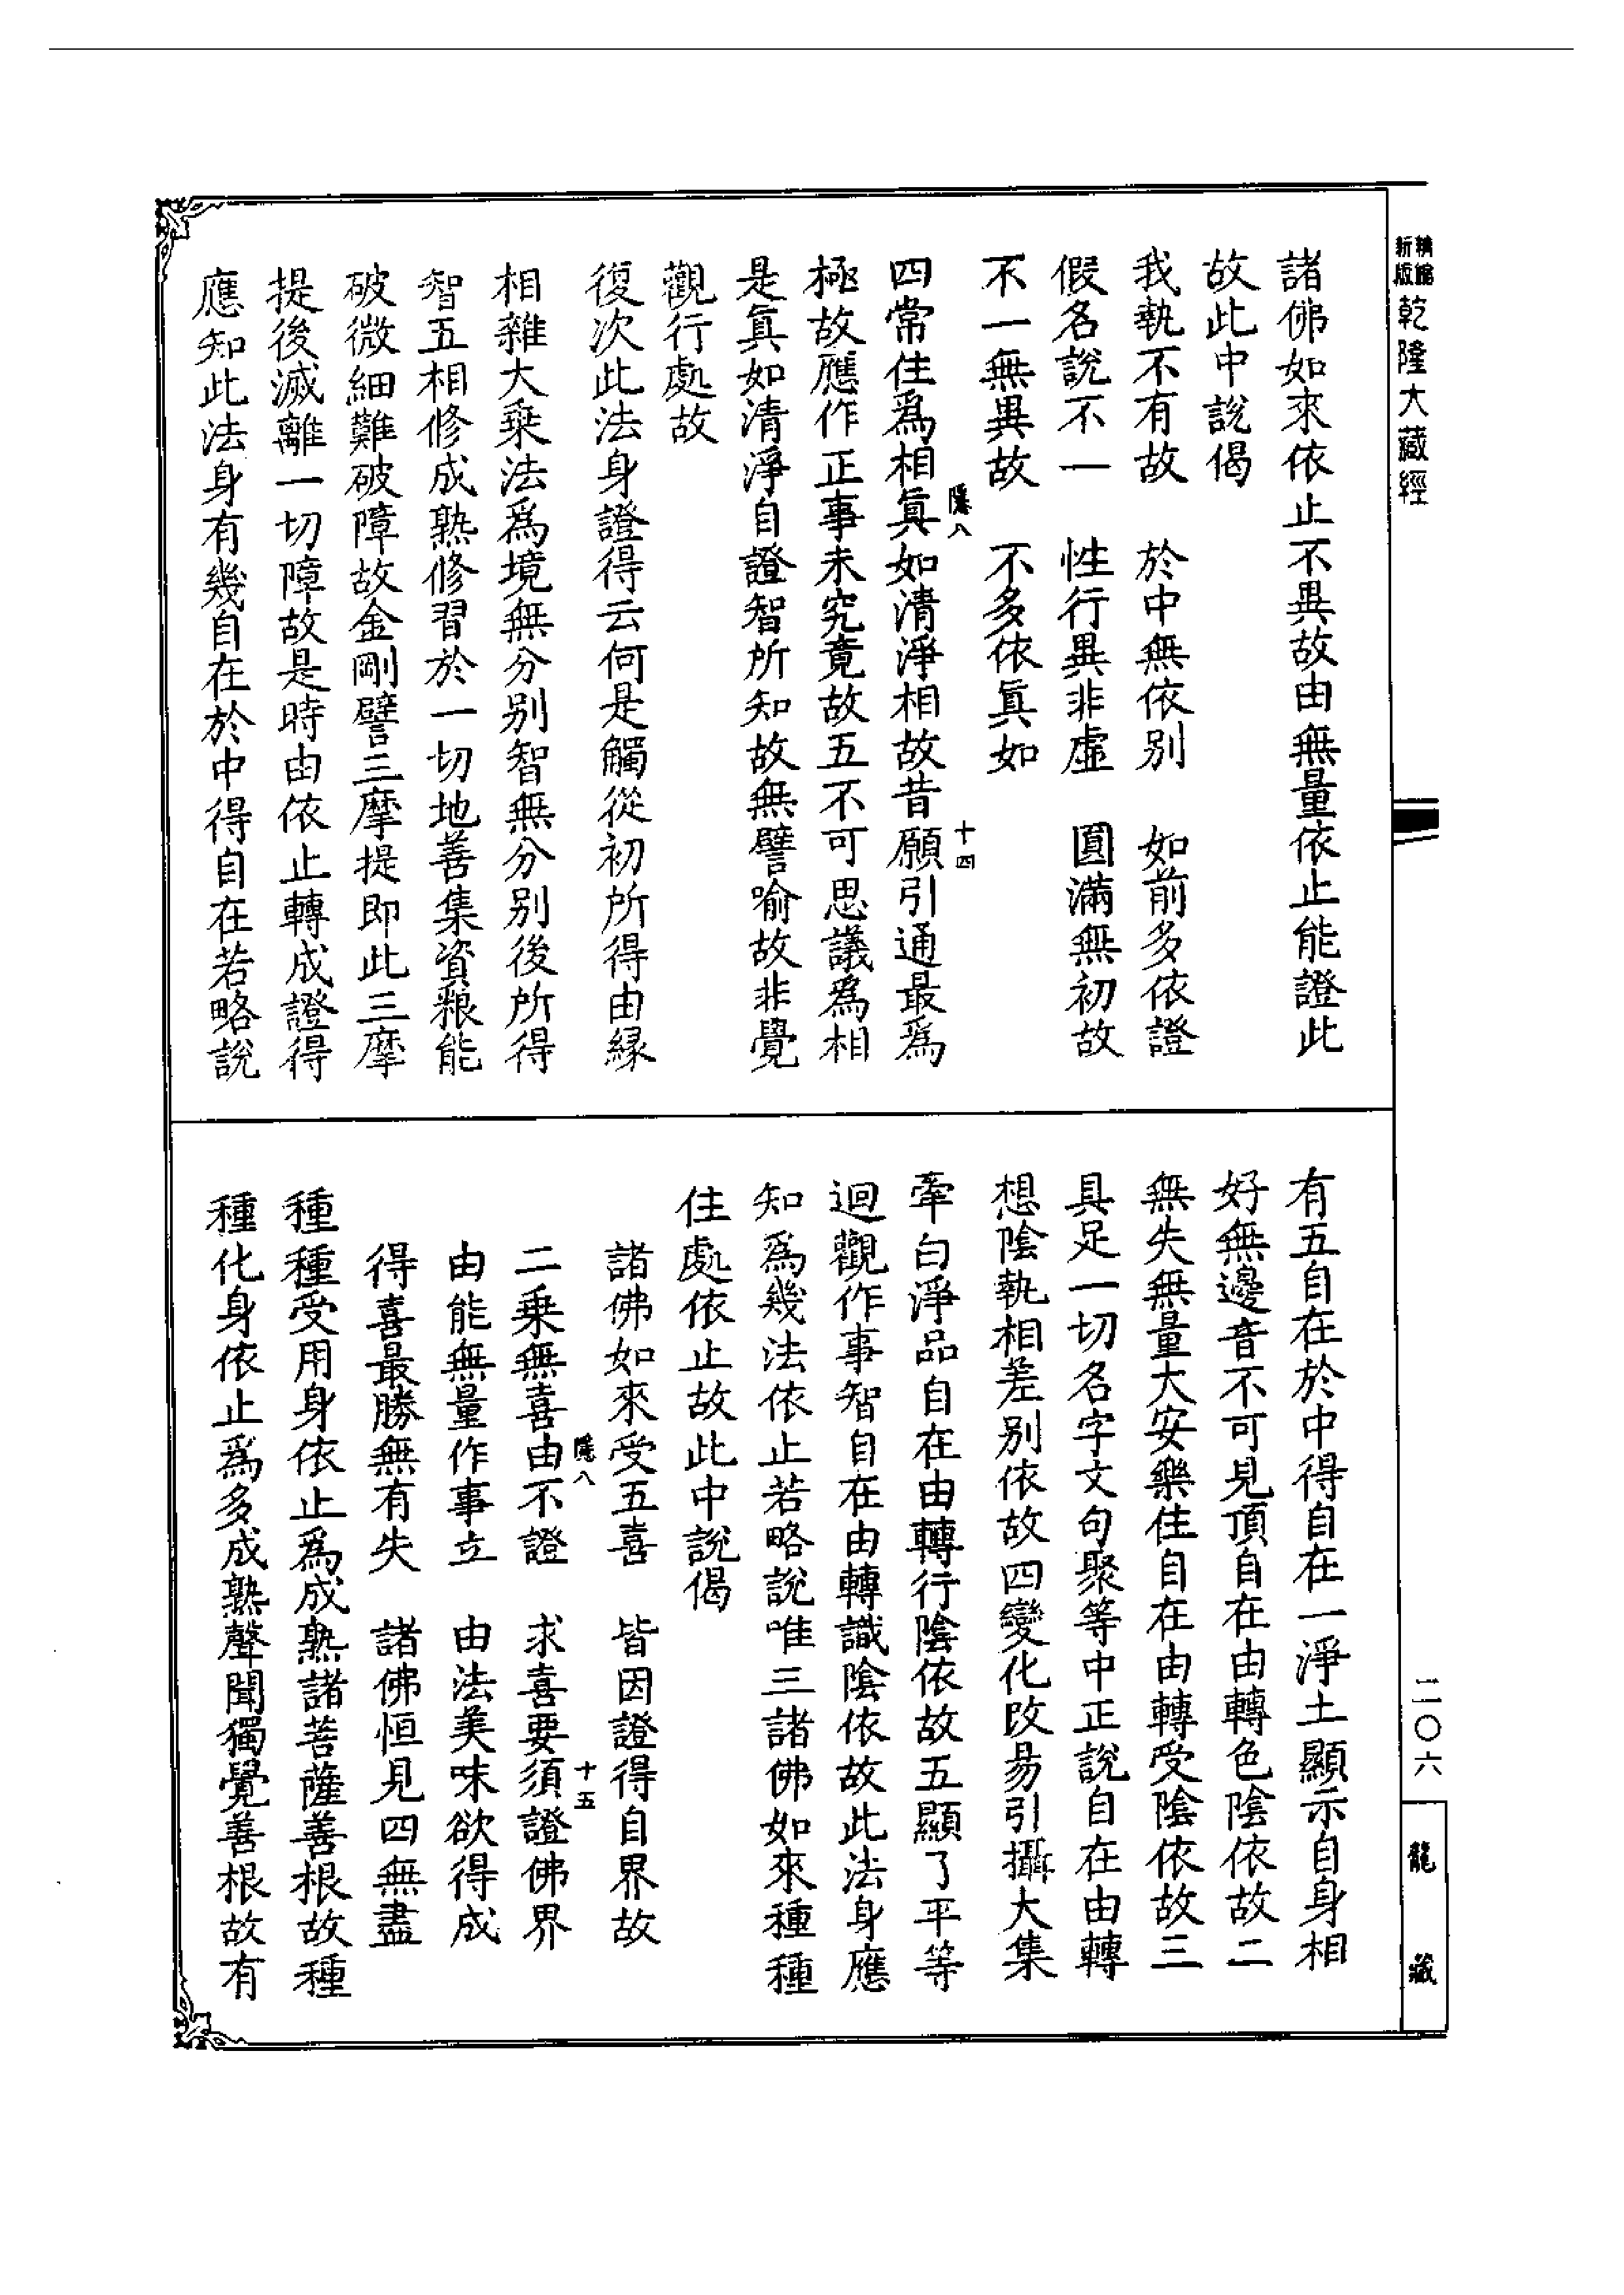 新版
精縮
乾隆大藏經
諸佛如來依止不異故由無量依止能證此
故此中說偈
我執不有故　於中無依別　如前多依證
假名說不一　性行異非虛　圓滿無初故
不一無異故　不多依眞如
四常住爲相眞如清淨相故昔願引通最爲
隱八
十四
極故應作正事未究竟故五不可思議爲相
是眞如清淨自證智所知故無譬喻故非覺
觀行處故
復次此法身證得云何是觸從初所得由緣
相雜大乘法爲境無分別智無分別後所得
智五相修成熟修習於一切地善集資糧能
破微細難破障故金剛譬三摩提即此三摩
提後滅離一切障故是時由依止轉成證得
應知此法身有幾自在於中得自在若略說
有五自在於中得自在一淨土顯示自身相
好無邊音不可見頂自在由轉色陰依故二
無失無量大安樂住自在由轉受陰依故三
具足一切名字文句聚等中正說自在由轉
想陰執相差別依故四變化改易引攝大集
牽白淨品自在由轉行陰依故五顯了平等
迴觀作事智自在由轉識陰依故此法身應
知爲幾法依止若略說唯三諸佛如來種種
住處依止故此中說偈
諸佛如來受五喜　皆因證得自界故
隱八
十五
二乘無喜由不證　求喜要須證佛界
由能無量作事立　由法美味欲得成
得喜最勝無有失　諸佛恒見四無盡
種種受用身依止爲成熟諸菩薩善根故種
種化身依止爲多成熟聲聞獨覺善根故有
二〇六
龍藏